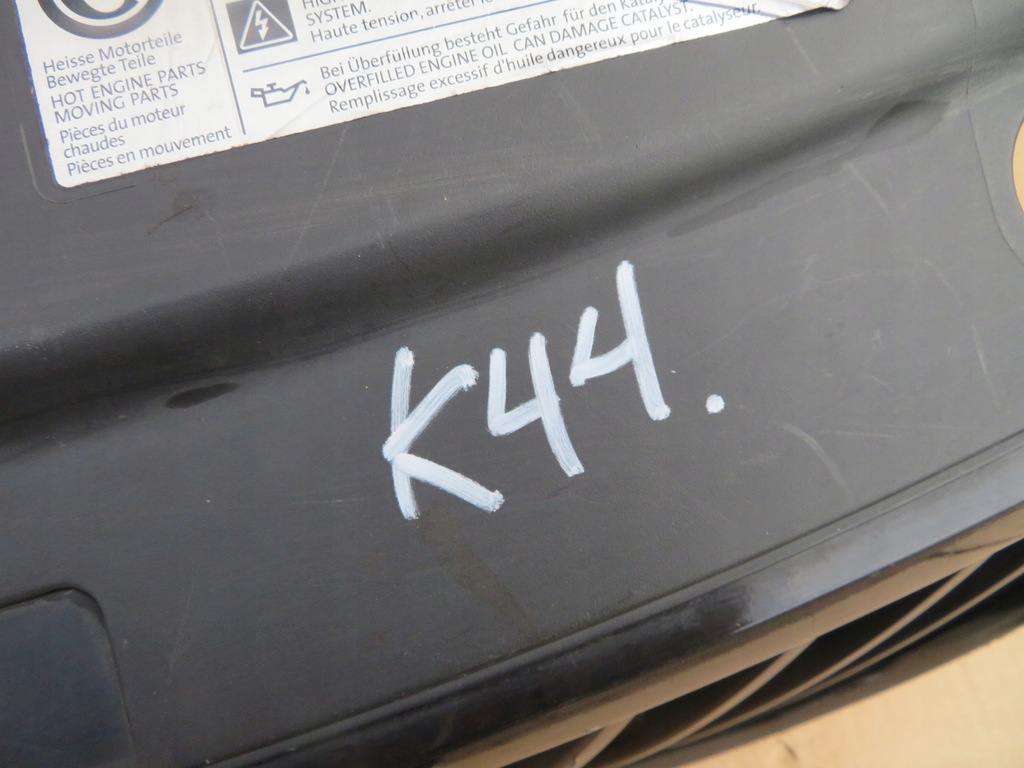 Heisse Motorteile
Bewegte Teile
HOT ENGINE PARTS
MOVING PARTS
Pièces du moteur
chaudes
Pièces en mouvement
SYSTEM.
Haute tension, arrêter le
Bei Überfüllung besteht Gefahr für den
OVERFILLED ENGINE OIL CAN DAMAGE CATALYST.
Remplissage excessif d'huile dangereux pour le catalyseur.
K44.